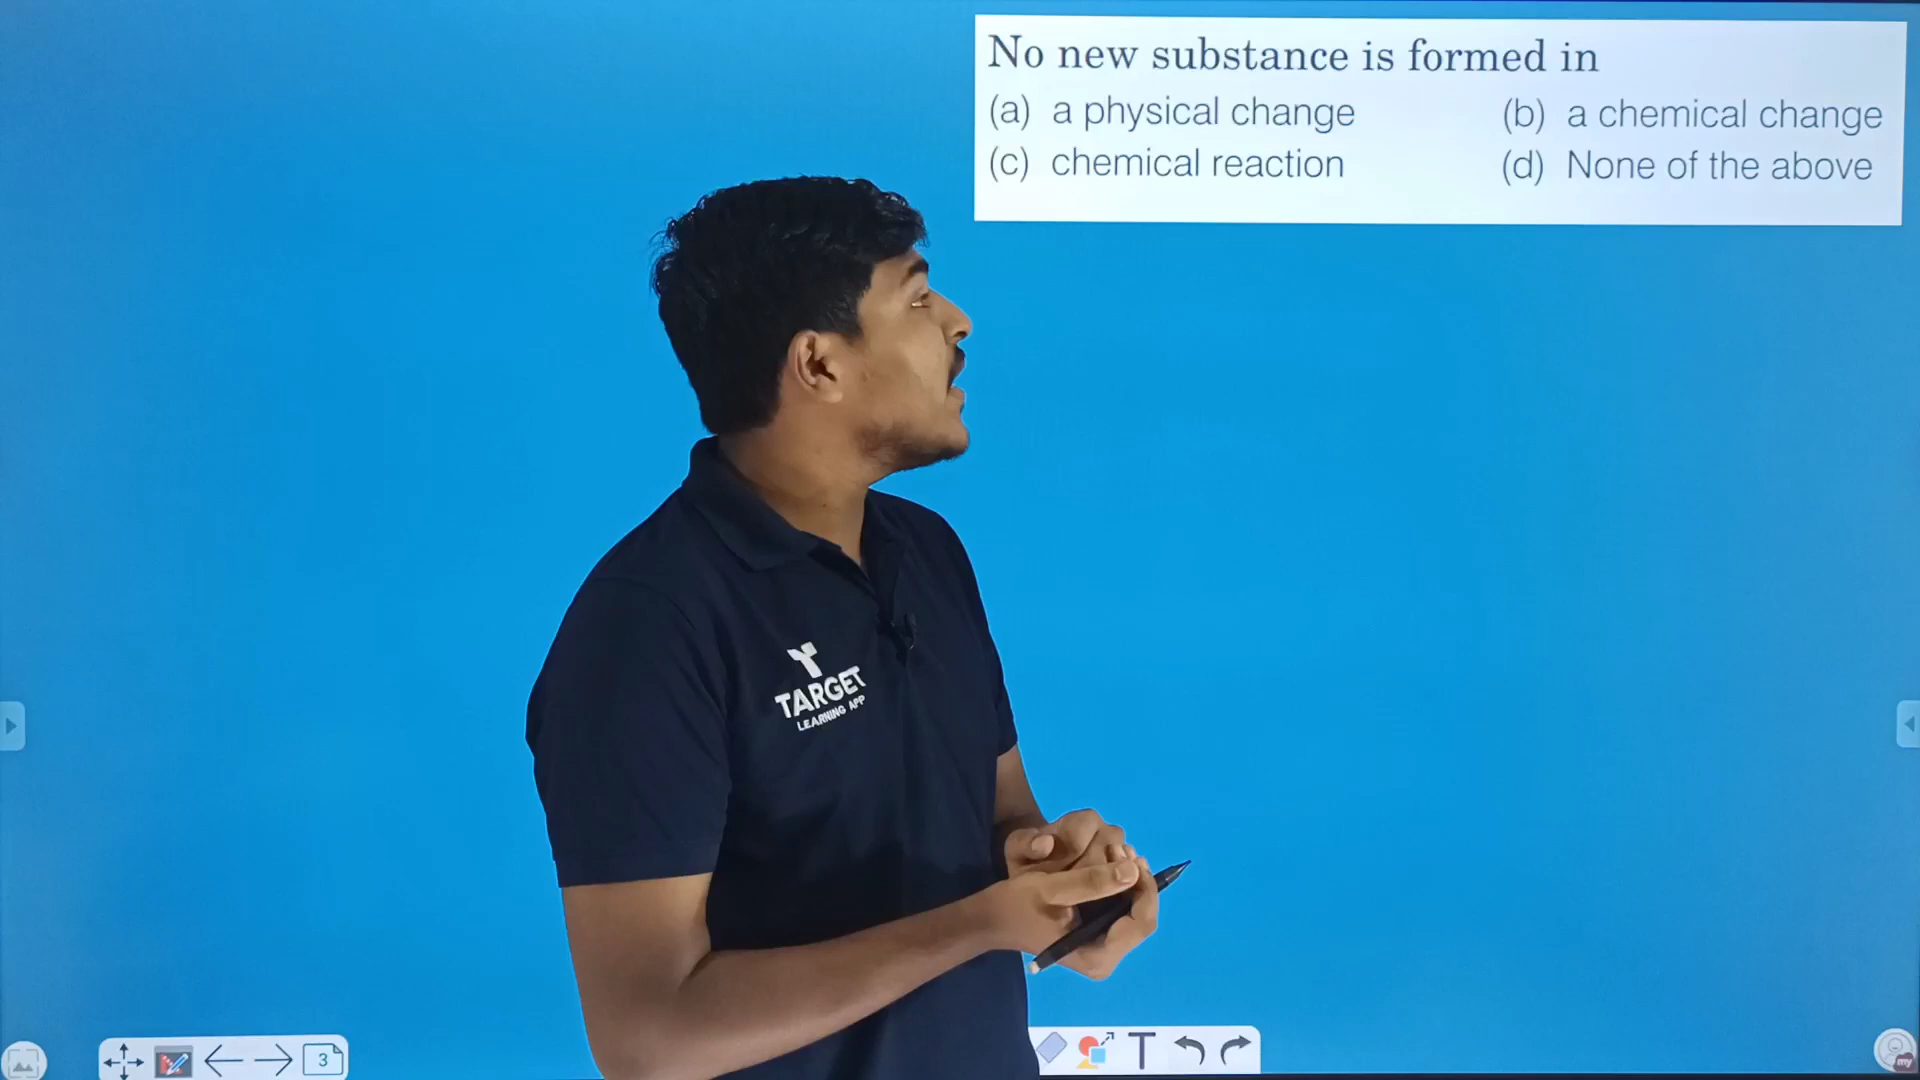 No new substance is formed in
(a) a physical change (b) a chemical change
(c) chemical reaction (d) None of the above
TARGET
LEARNING APP
3
T
my